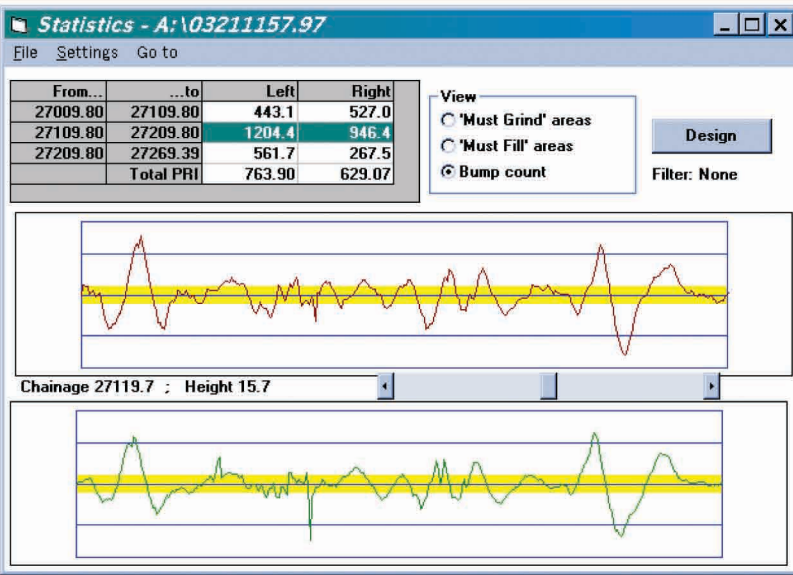 Statistics - A:\03211157.97
File Settings Go to
From... ...to Left Right
27009.80 27109.80 443.1 527.0
27109.80 27209.80 1204.4 946.4
27209.80 27269.39 561.7 267.5
Total PRI 763.90 629.07
View
'Must Grind' areas
'Must Fill' areas
Bump count
Design
Filter: None
Chainage 27119.7 ; Height 15.7